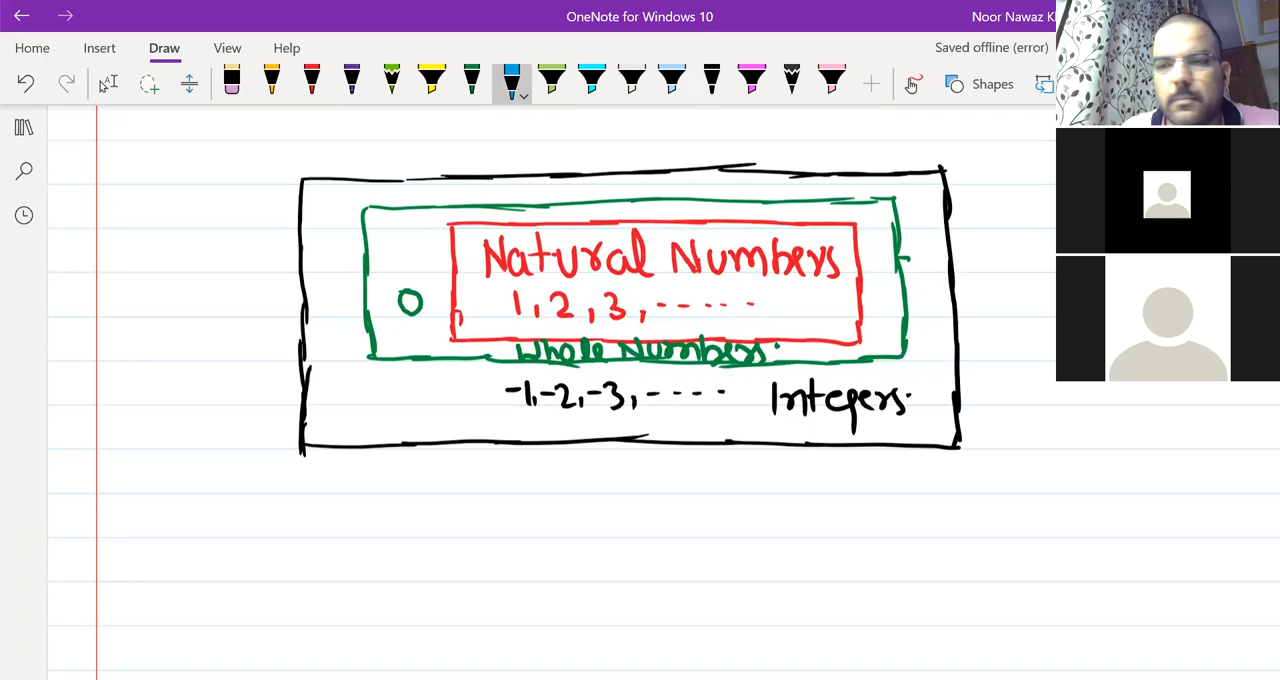 OneNote for Windows 10
Noor Nawaz K
Home Insert Draw View Help
Saved offline (error)
Shapes
Natural Numbers
0
1, 2, 3, -----
Whole Numbers.
-1, -2, -3, ----- Integers.